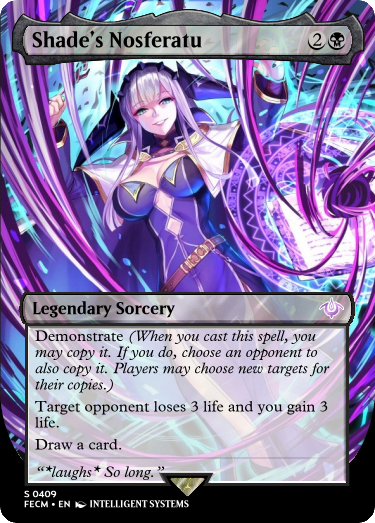 Shade's Nosferatu 2
Legendary Sorcery
Demonstrate (When you cast this spell, you
may copy it. If you do, choose an opponent to
also copy it. Players may choose new targets for
their copies.)
Target opponent loses 3 life and you gain 3
life.
Draw a card.
“*laughs* So long.”
S 0409
FECM • EN INTELLIGENT SYSTEMS